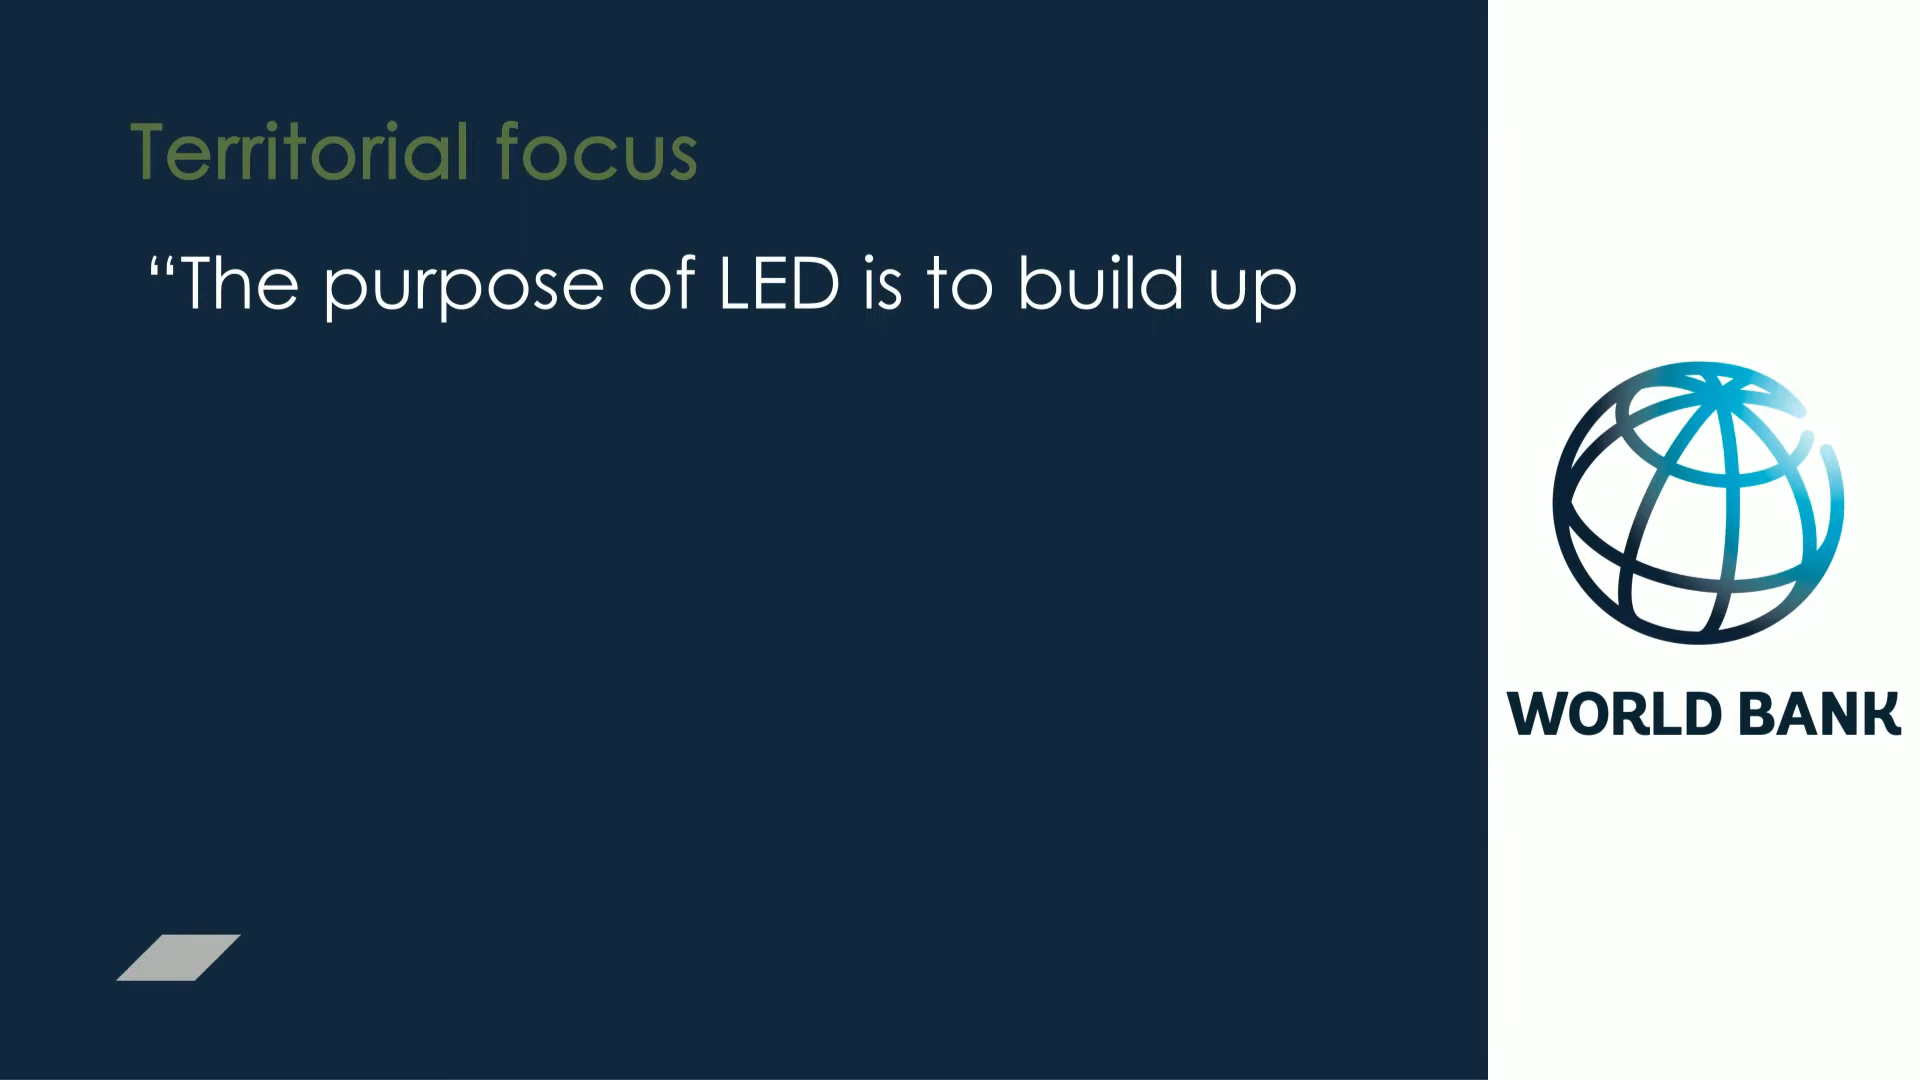 Territorial focus
“The purpose of LED is to build up
WORLD BANK